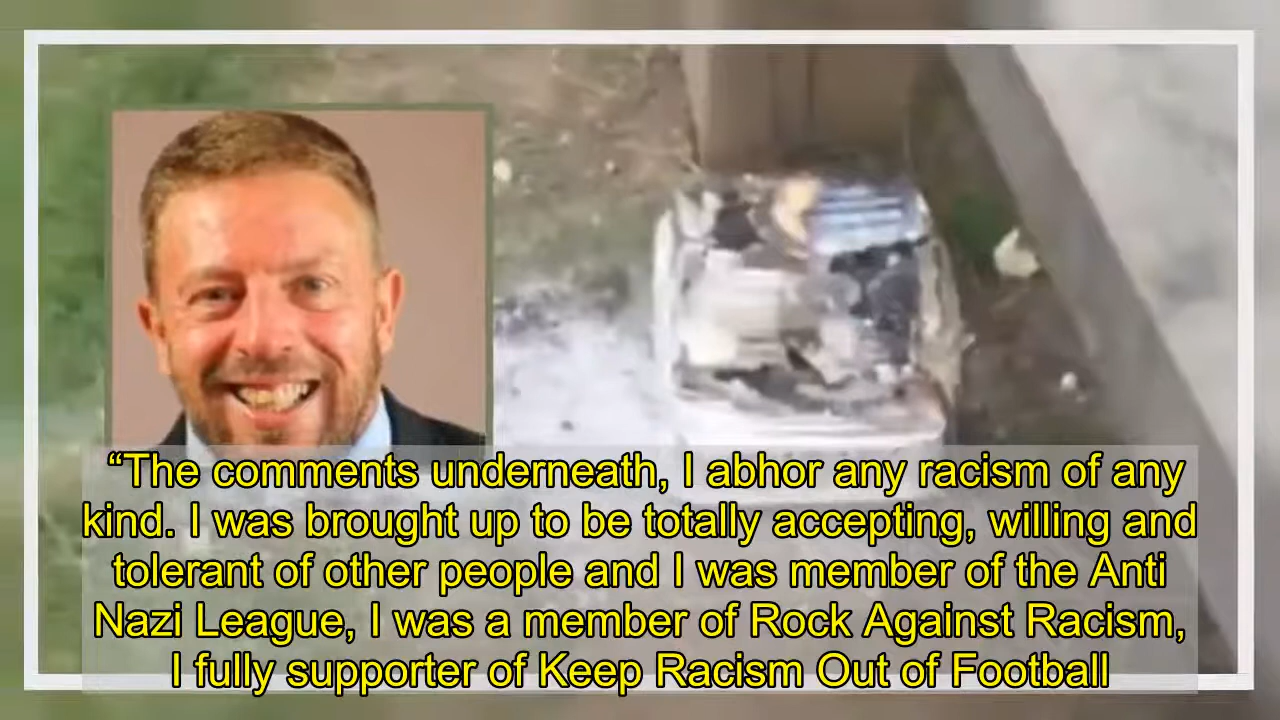 “The comments underneath, I abhor any racism of any
kind. I was brought up to be totally accepting, willing and
tolerant of other people and I was member of the Anti
Nazi League, I was a member of Rock Against Racism,
I fully supporter of Keep Racism Out of Football